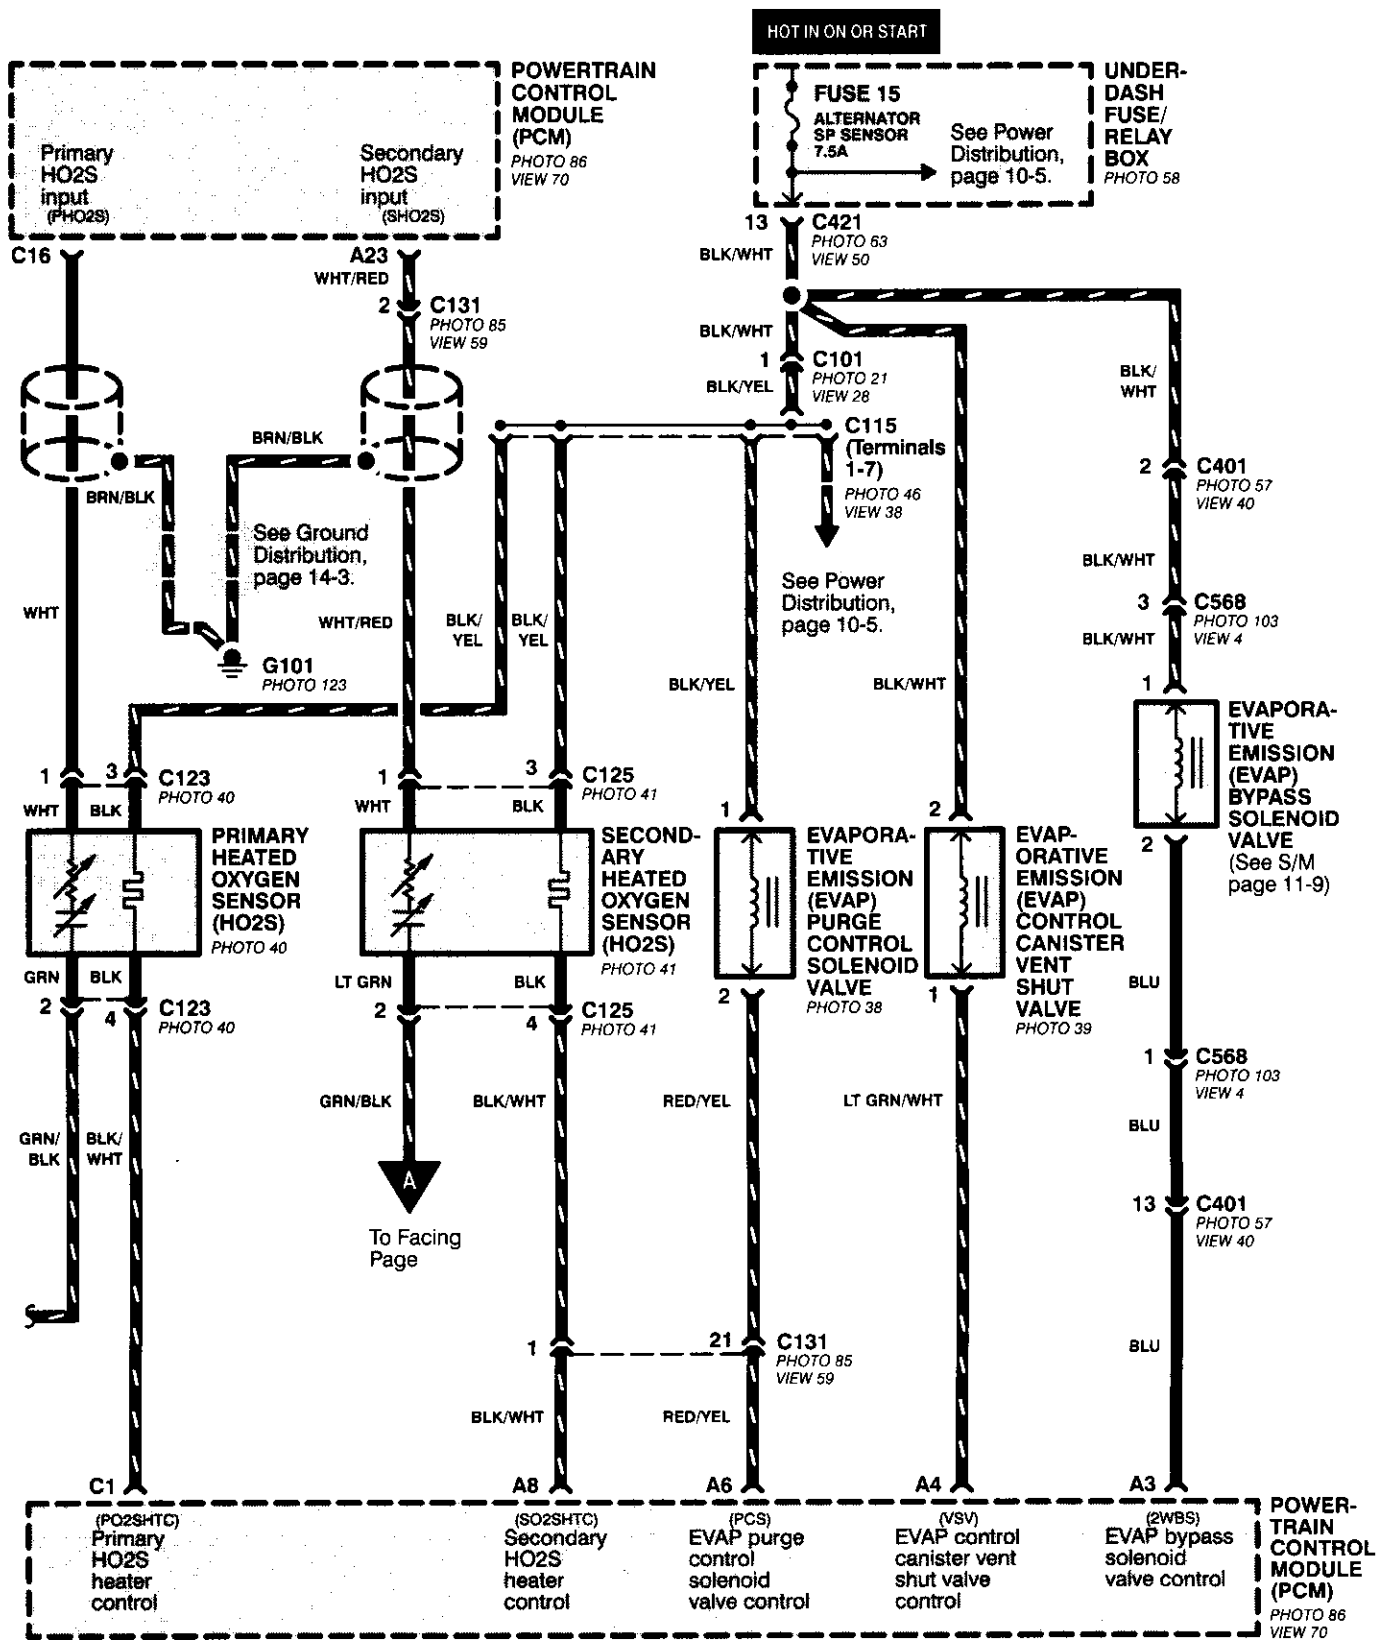 HOT IN ON OR START
POWERTRAIN
CONTROL
MODULE
(PCM)
PHOTO 86
VIEW 70
Primary
HO2S
input
(PHO2S)
Secondary
HO2S
input
(SHO2S)
FUSE 15
ALTERNATOR
SP SENSOR
7.5A
See Power
Distribution,
page 10-5.
UNDER-
DASH
FUSE/
RELAY
BOX
PHOTO 58
C16
A23
WHT/RED
2
C131
PHOTO 85
VIEW 59
13
C421
PHOTO 63
VIEW 50
BLK/WHT
BLK/WHT
1
C101
PHOTO 21
VIEW 28
BLK/YEL
BLK/
WHT
BRN/BLK
BRN/BLK
C115
(Terminals
1-7)
PHOTO 46
VIEW 38
2
C401
PHOTO 57
VIEW 40
See Ground
Distribution,
page 14-3.
See Power
Distribution,
page 10-5.
BLK/WHT
3
C568
PHOTO 103
VIEW 4
BLK/WHT
WHT
WHT/RED
BLK/
YEL
BLK/
YEL
G101
PHOTO 123
BLK/YEL
BLK/WHT
1
EVAPORA-
TIVE
EMISSION
(EVAP)
BYPASS
SOLENOID
VALVE
(See S/M
page 11-9)
1
3
C123
PHOTO 40
WHT
BLK
1
3
C125
PHOTO 41
WHT
BLK
1
2
2
PRIMARY
HEATED
OXYGEN
SENSOR
(HO2S)
PHOTO 40
SECOND-
ARY
HEATED
OXYGEN
SENSOR
(HO2S)
PHOTO 41
EVAPORA-
TIVE
EMISSION
(EVAP)
PURGE
CONTROL
SOLENOID
VALVE
PHOTO 38
EVAP-
ORATIVE
EMISSION
(EVAP)
CONTROL
CANISTER
VENT
SHUT
VALVE
PHOTO 39
GRN
BLK
2
4
C123
PHOTO 40
LT GRN
BLK
2
4
C125
PHOTO 41
2
1
BLU
1
C568
PHOTO 103
VIEW 4
GRN/BLK
BLK/WHT
RED/YEL
LT GRN/WHT
BLU
GRN/
BLK
BLK/
WHT
A
To Facing
Page
13
C401
PHOTO 57
VIEW 40
1
21
C131
PHOTO 85
VIEW 59
BLU
BLK/WHT
RED/YEL
C1
A8
A6
A4
A3
(PO2SHTC)
Primary
HO2S
heater
control
(SO2SHTC)
Secondary
HO2S
heater
control
(PCS)
EVAP purge
control
solenoid
valve control
(VSV)
EVAP control
canister vent
shut valve
control
(2WBS)
EVAP bypass
solenoid
valve control
POWER-
TRAIN
CONTROL
MODULE
(PCM)
PHOTO 86
VIEW 70